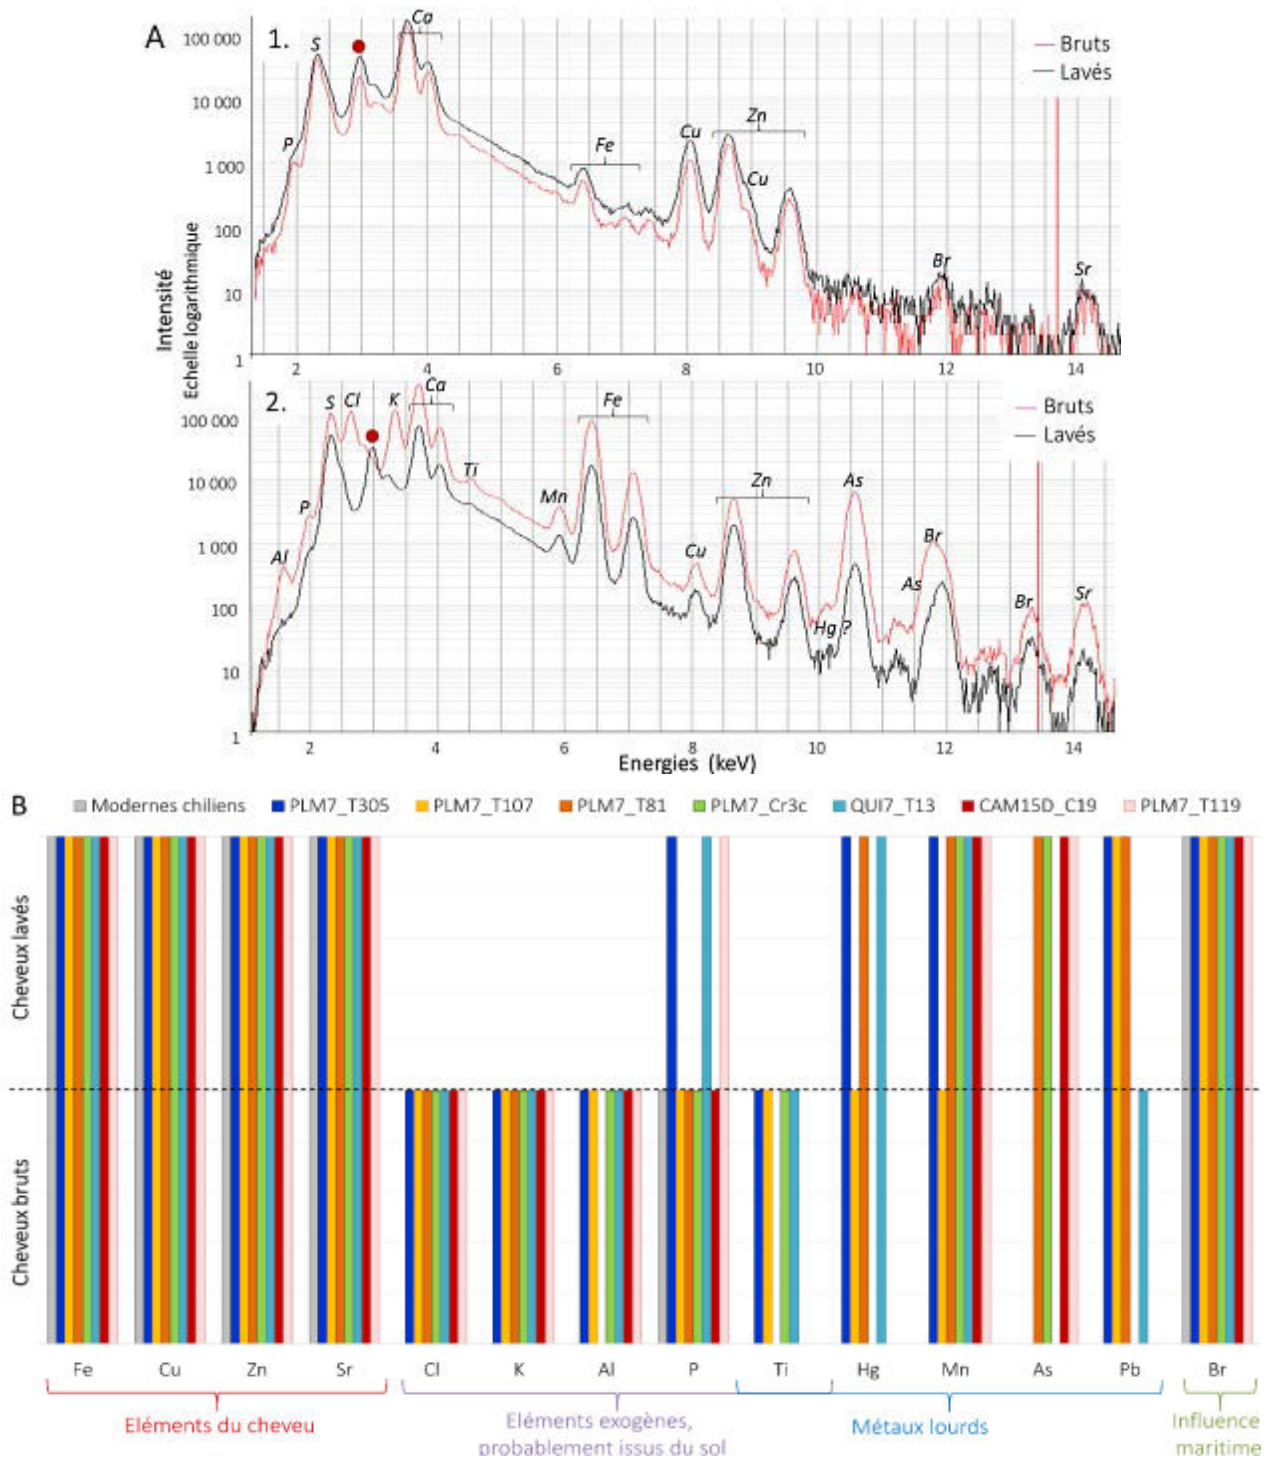 A
1.
Intensité
Echelle logarithmique
100 000
10 000
1 000
100
10
1
P
S
Ca
Fe
Cu
Zn
Cu
Br
Sr
Bruts
Lavés
2
4
6
8
10
12
14
2.
100 000
10 000
1 000
100
10
1
Al
P
S
Cl
K
Ca
Ti
Mn
Fe
Cu
Zn
Hg ?
As
As
Br
Br
Sr
Bruts
Lavés
2
4
6
8
10
12
14
Energies (keV)
B
Modernes chiliens PLM7_T305 PLM7_T107 PLM7_T81 PLM7_Cr3c QUI7_T13 CAM15D_C19 PLM7_T119
Cheveux lavés
Cheveux bruts
Fe Cu Zn Sr Cl K Al P Ti Hg Mn As Pb Br
Eléments du cheveu
Eléments exogènes,
probablement issus du sol
Métaux lourds
Influence
maritime